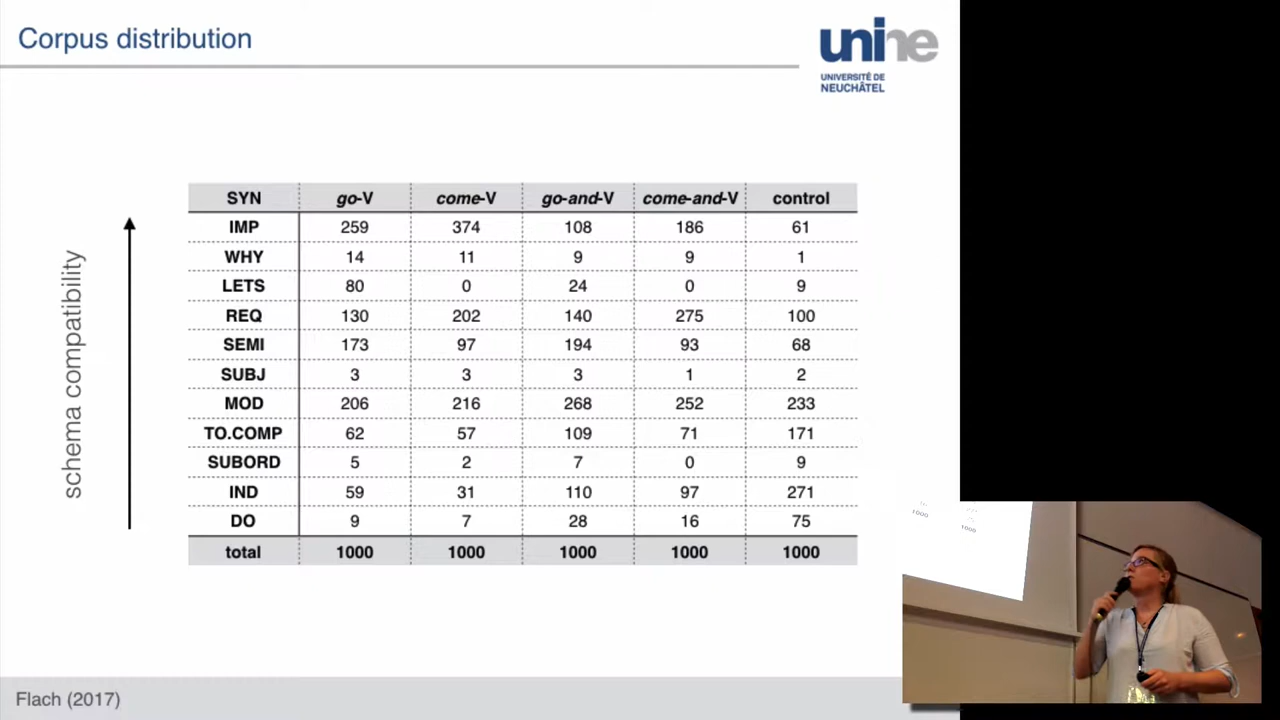 Corpus distribution
unine
UNIVERSITÉ DE
NEUCHÂTEL
SYN go-V come-V go-and-V come-and-V control
IMP 259 374 108 186 61
WHY 14 11 9 9 1
LETS 80 0 24 0 9
REQ 130 202 140 275 100
SEMI 173 97 194 93 68
SUBJ 3 3 3 1 2
MOD 206 216 268 252 233
TO.COMP 62 57 109 71 171
SUBORD 5 2 7 0 9
IND 59 31 110 97 271
DO 9 7 28 16 75
total 1000 1000 1000 1000 1000
schema compatibility
Flach (2017)
1000
1000